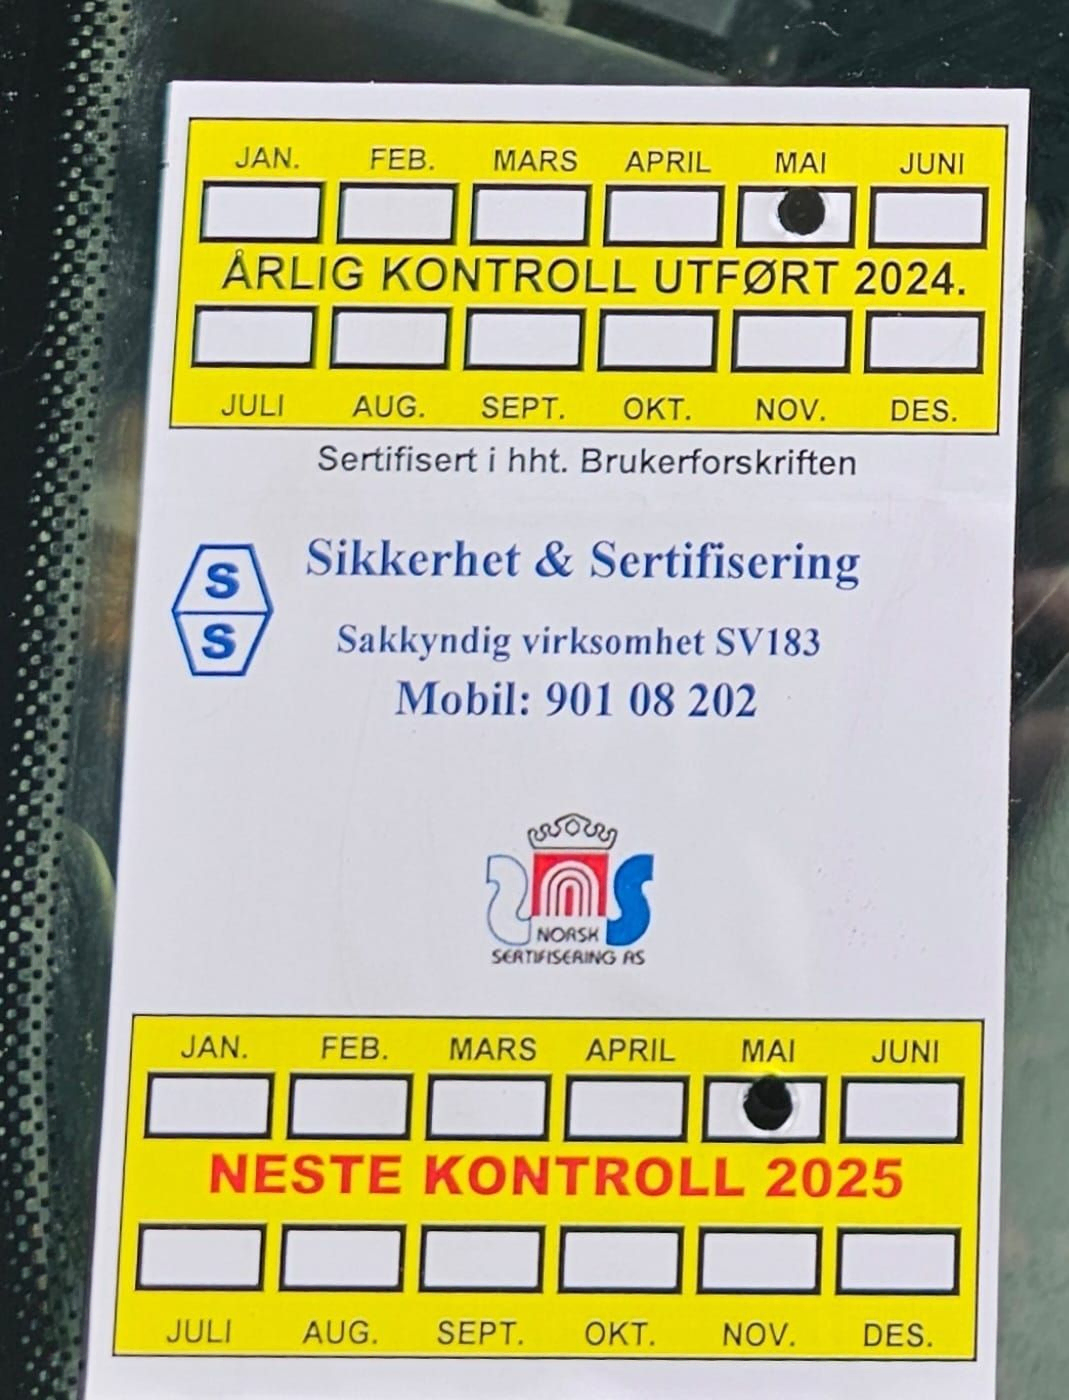 JAN. FEB. MARS APRIL MAI JUNI
ÅRLIG KONTROLL UTFØRT 2024.
JULI AUG. SEPT. OKT. NOV. DES.
Sertifisert i hht. Brukerforskriften
S
S
Sikkerhet & Sertifisering
Sakkyndig virksomhet SV183
Mobil: 901 08 202
NORSK
SERTIFISERING AS
JAN. FEB. MARS APRIL MAI JUNI
NESTE KONTROLL 2025
JULI AUG. SEPT. OKT. NOV. DES.